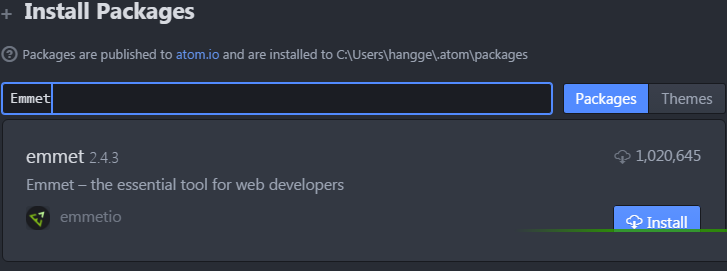 + Install Packages
? Packages are published to atom.io and are installed to C:\Users\hangge\.atom\packages
Emmet
Packages Themes
emmet 2.4.3 1,020,645
Emmet – the essential tool for web developers
emmetio
Install